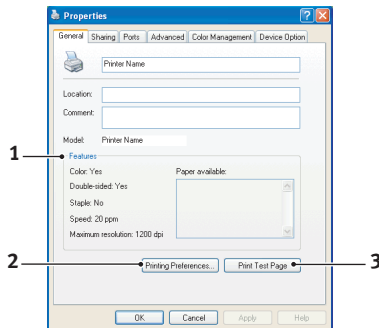 Properties
General Sharing Ports Advanced Color Management Device Option
Printer Name
Location:
Comment:
Model: Printer Name
1
Features
Color: Yes Paper available:
Double-sided: Yes
Staple: No
Speed: 20 ppm
Maximum resolution: 1200 dpi
2 Printing Preferences... Print Test Page 3
OK Cancel Apply Help